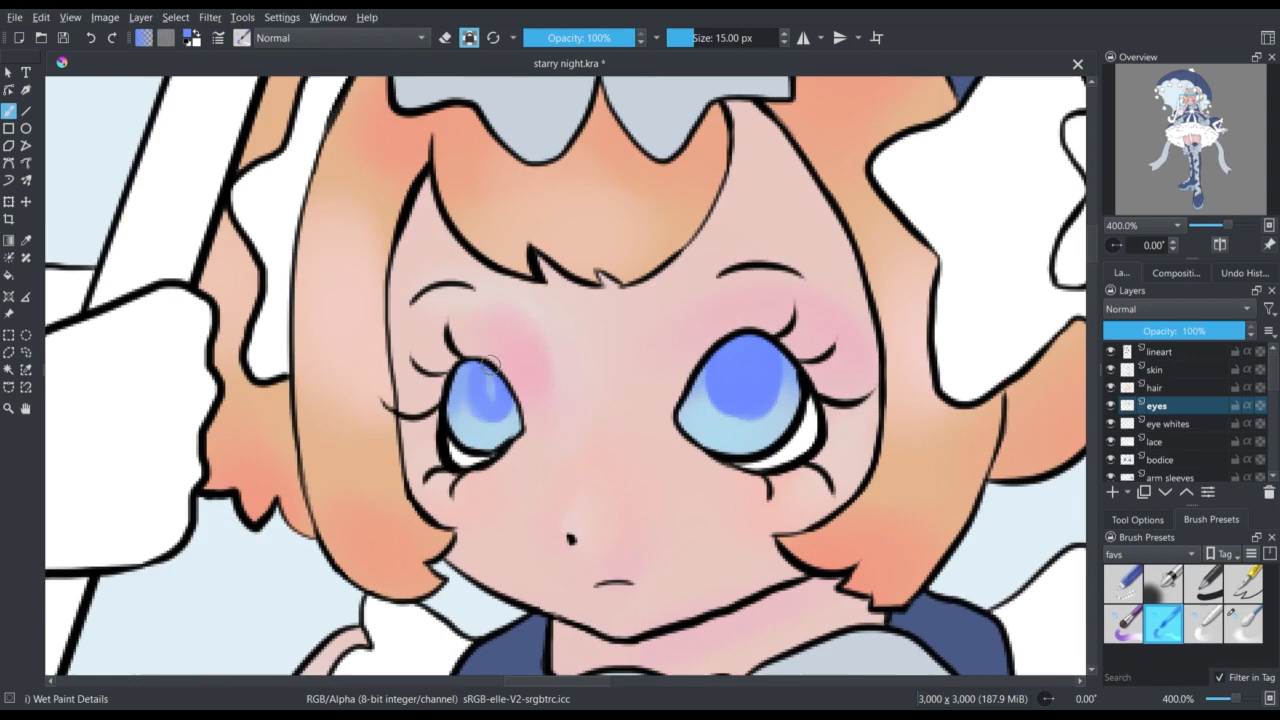 File Edit View Image Layer Select Filter Tools Settings Window Help
Normal Opacity: 100% Size: 15.00 px
starry night.kra *
Overview
400.0%
0.00°
La... Compositi... Undo Hist
Layers
Normal
Opacity: 100%
lineart
skin
hair
eyes
eye whites
lace
bodice
arm sleeves
Tool Options Brush Presets
Brush Presets
favs Tag
Search Filter in Tag
i) Wet Paint Details RGB/Alpha (8-bit integer/channel) sRGB-elle-V2-srgbtrc.icc 3,000 x 3,000 (187.9 MiB) 0.00° 400.0%